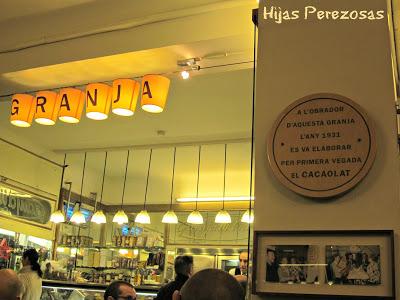 Hijas Perezosas
GRANJA
A L'OBRADOR
D'AQUESTA GRANJA
L'ANY 1931
ES VA ELABORAR
PER PRIMERA VEGADA
EL CACAOLAT